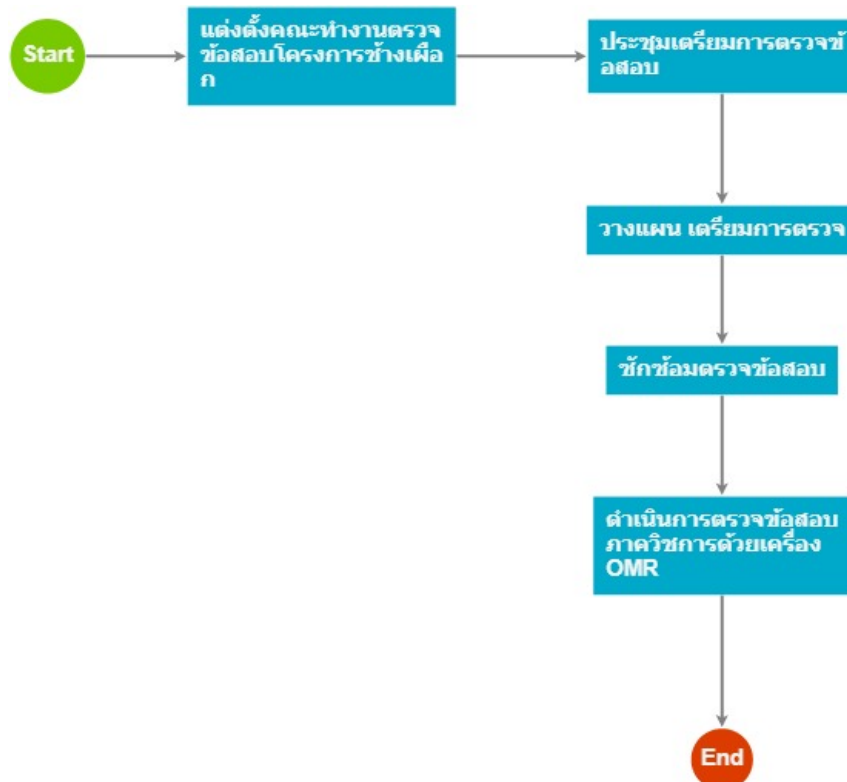 Start
แต่งตั้งคณะทำงานตรวจ
ข้อสอบโครงการช้างเผือ
ก
ประชุมเตรียมการตรวจข้
อสอบ
วางแผน เตรียมการตรวจ
ซักซ้อมตรวจข้อสอบ
ดำเนินการตรวจข้อสอบ
ภาควิชการด้วยเครื่อง
OMR
End